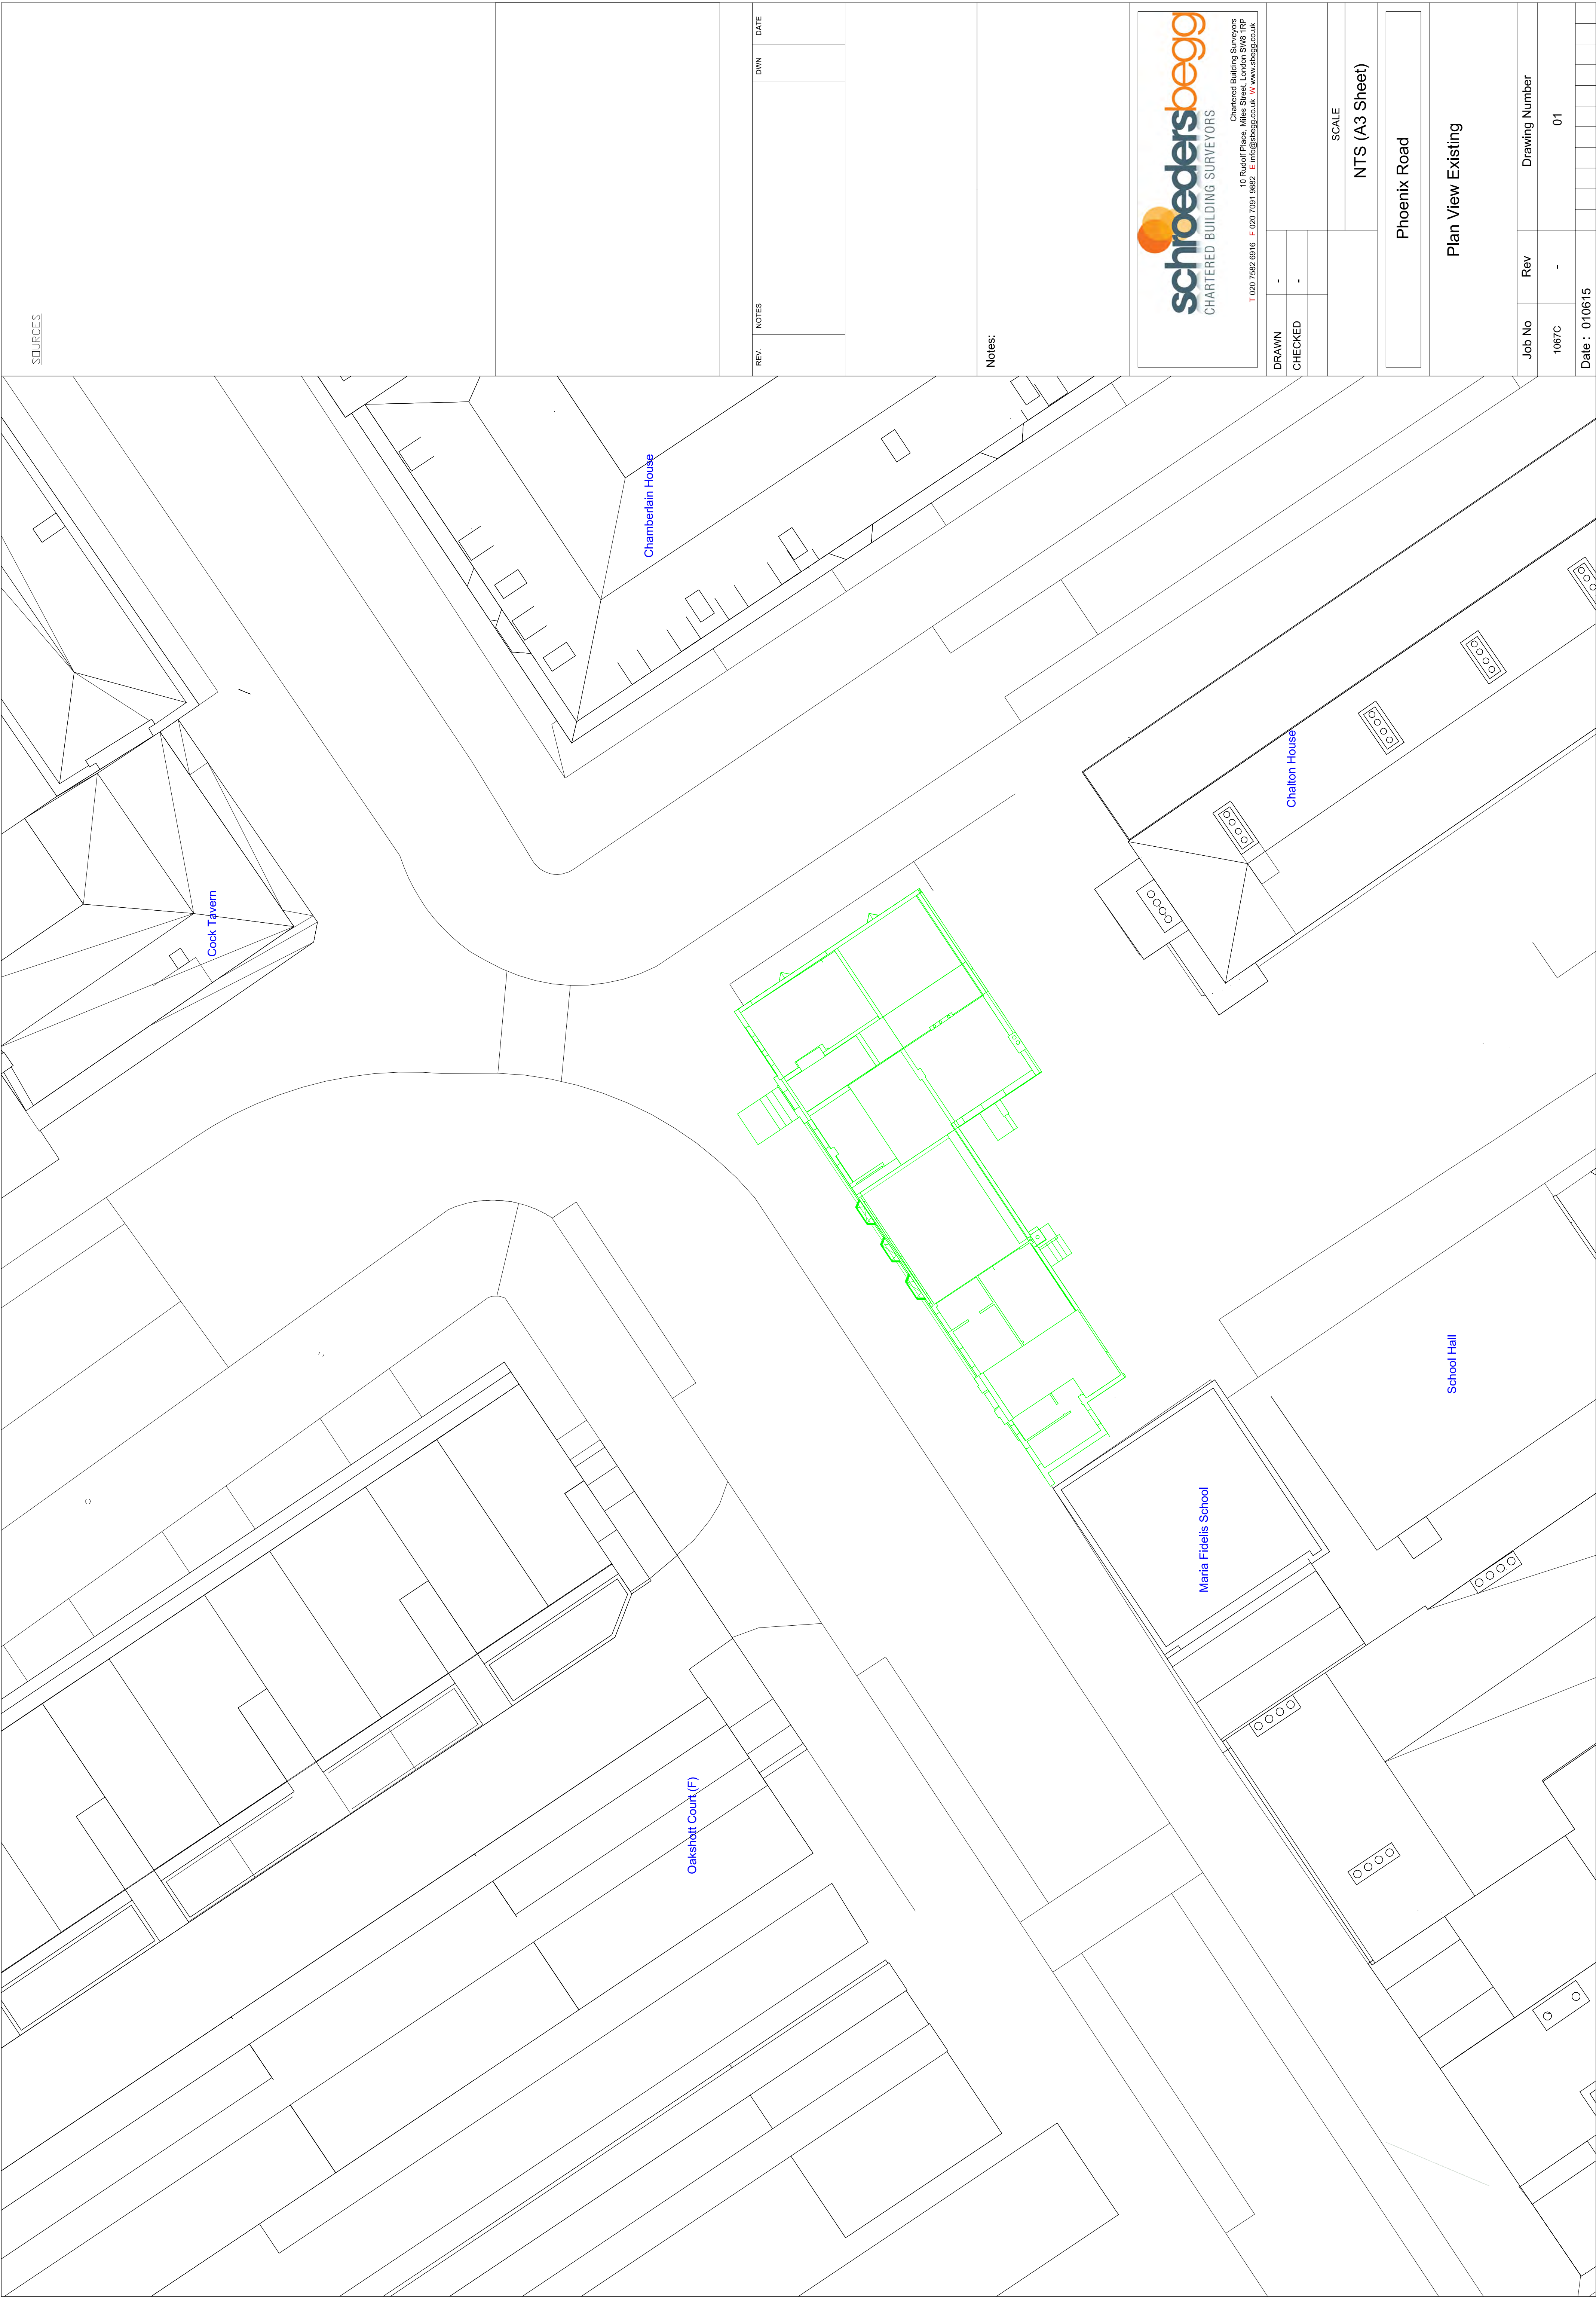 SOURCES
REV. NOTES DWN DATE
Notes:
schroedersbegg
CHARTERED BUILDING SURVEYORS
Chartered Building Surveyors
10 Rudolf Place, Miles Street, London SW8 1RP
T 020 7582 6916 F 020 7091 9882 E info@sbegg.co.uk W www.sbegg.co.uk
DRAWN -
CHECKED -
SCALE
NTS (A3 Sheet)
Phoenix Road
Plan View Existing
Job No Rev Drawing Number
1067C - 01
Date : 010615
Cock Tavern
Chamberlain House
Chalton House
Oakshott Court (F)
Maria Fidelis School
School Hall